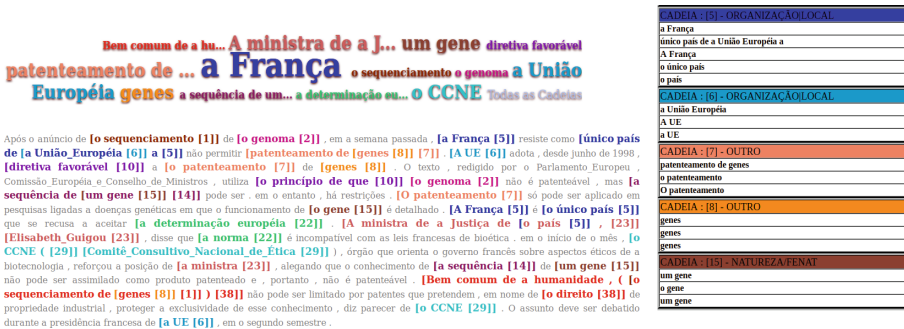 Bem comum de a hu... A ministra de a J... um gene diretiva favorável
patenteamento de ... a França o sequenciamento o genoma a União
Européia genes a sequência de um... a determinação eu... o CCNE Todas as Cadeias
Após o anúncio de [o sequenciamento [1]] de [o genoma [2]] , em a semana passada , [a França [5]] resiste como [único país
de [a União_Européia [6]] a [5]] não permitir [patenteamento de [genes [8]] [7]] . [A UE [6]] adota , desde junho de 1998 ,
[diretiva favorável [10]] a [o patenteamento [7]] de [genes [8]] . O texto , redigido por o Parlamento_Europeu ,
Comissão_Européia_e_Conselho_de_Ministros , utiliza [o princípio de que [10]] [o genoma [2]] não é patenteável , mas [a
sequência de [um gene [15]] [14]] pode ser . em o entanto , há restrições . [O patenteamento [7]] só pode ser aplicado em
pesquisas ligadas a doenças genéticas em que o funcionamento de [o gene [15]] é detalhado . [A França [5]] é [o único país [5]]
que se recusa a aceitar [a determinação européia [22]] . [A ministra de a Justiça de [o país [5]] , [23]]
[Elisabeth_Guigou [23]] , disse que [a norma [22]] é incompatível com as leis francesas de bioética . em o início de o mês , [o
CCNE ( [29]] [Comitê_Consultivo_Nacional_de_Ética [29]] ) , órgão que orienta o governo francês sobre aspectos éticos de a
biotecnologia , reforçou a posição de [a ministra [23]] , alegando que o conhecimento de [a sequência [14]] de [um gene [15]]
não pode ser assimilado como produto patenteado e , portanto , não é patenteável . [Bem comum de a humanidade , ( [o
sequenciamento de [genes [8]] [1]] ) [38]] não pode ser limitado por patentes que pretendem , em nome de [o direito [38]] de
propriedade industrial , proteger a exclusividade de esse conhecimento , diz parecer de [o CCNE [29]] . O assunto deve ser debatido
durante a presidência francesa de [a UE [6]] , em o segundo semestre .
CADEIA : [5] - ORGANIZAÇÃO|LOCAL
a França
único país de a União Européia a
A França
o único país
o país
CADEIA : [6] - ORGANIZAÇÃO|LOCAL
a União Européia
A UE
a UE
CADEIA : [7] - OUTRO
patenteamento de genes
o patenteamento
O patenteamento
CADEIA : [8] - OUTRO
genes
genes
genes
CADEIA : [15] - NATUREZA/FENAT
um gene
o gene
um gene